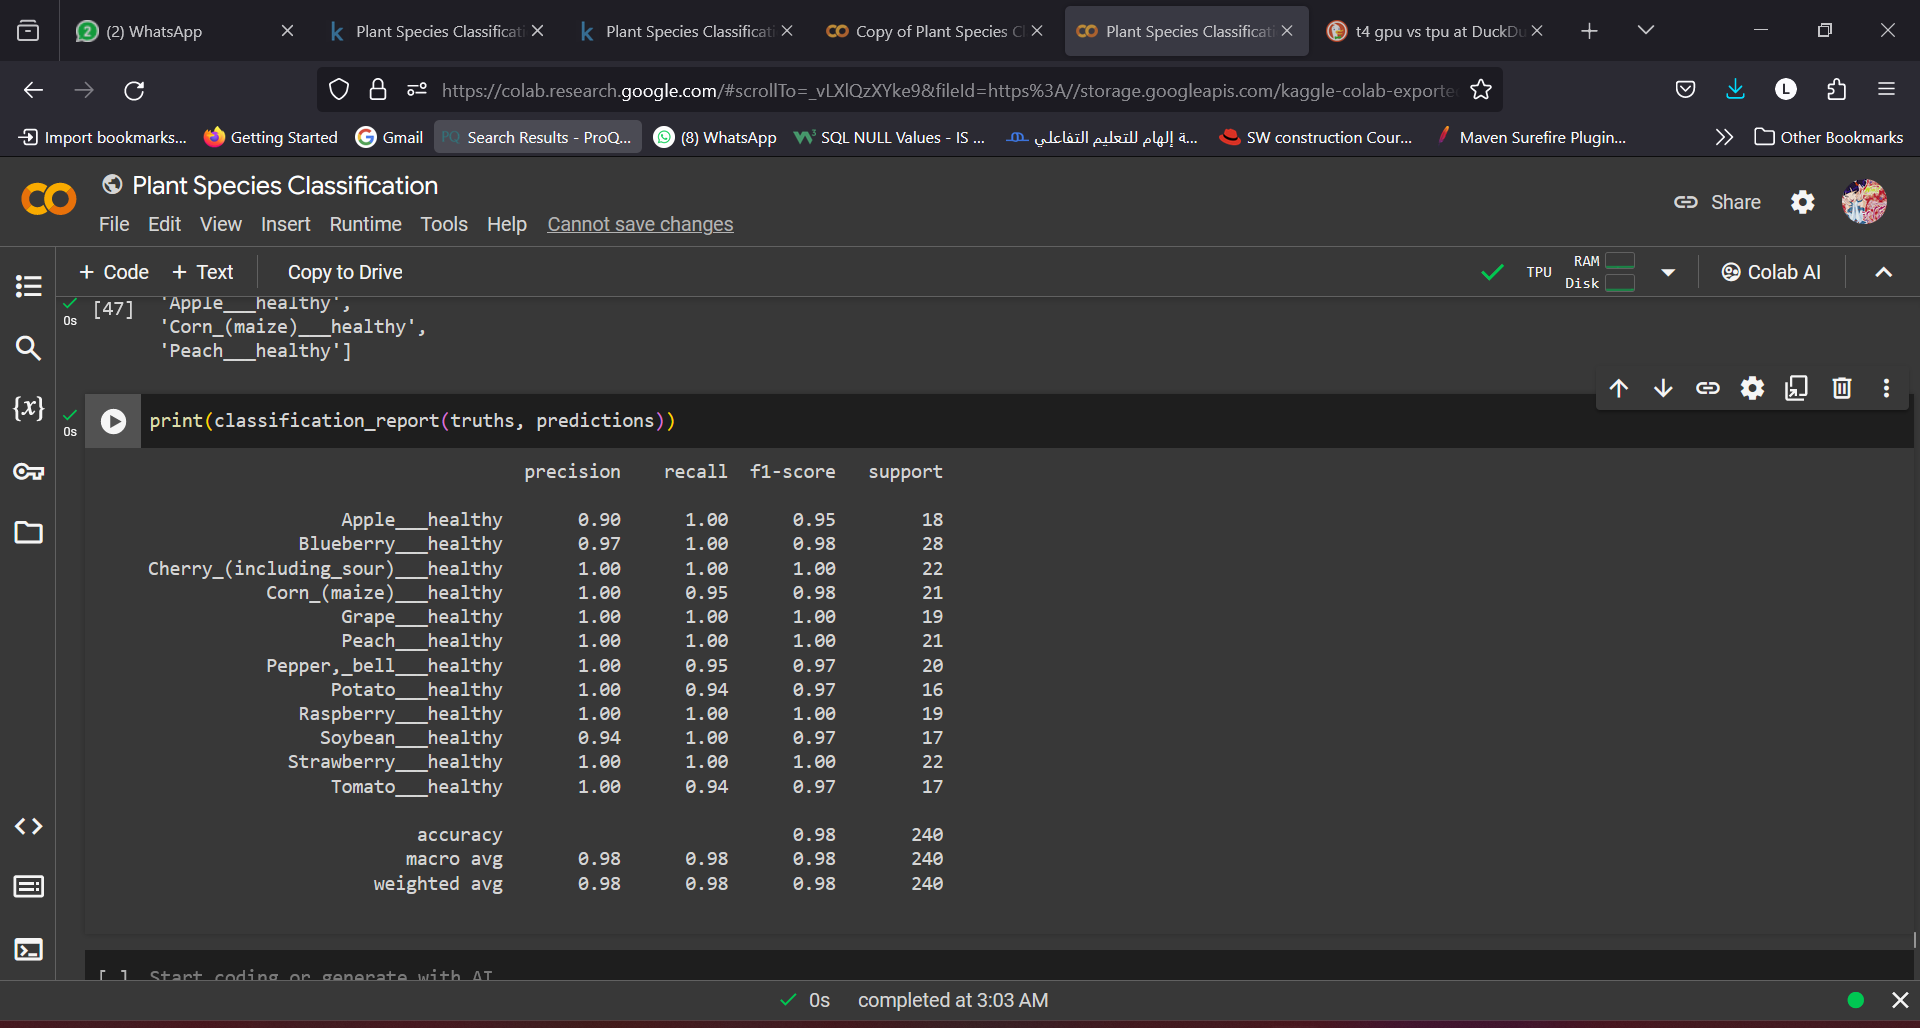 (2) WhatsApp
Plant Species Classificati
Plant Species Classificati
Copy of Plant Species Cl
Plant Species Classificati
t4 gpu vs tpu at DuckDu
https://colab.research.google.com/#scrollTo=_vLXlQzXYke9&fileId=https%3A//storage.googleapis.com/kaggle-colab-exporte
L
Import bookmarks...
Getting Started
Gmail
PQ Search Results - ProQ...
(8) WhatsApp
SQL NULL Values - IS ...
ـة إلهام للتعليم التفاعلي...
SW construction Cour...
Maven Surefire Plugin...
Other Bookmarks
Plant Species Classification
Share
File Edit View Insert Runtime Tools Help Cannot save changes
+ Code + Text Copy to Drive
TPU
RAM
Disk
Colab AI
[47]
0s
'Apple___healthy',
'Corn_(maize)___healthy',
'Peach___healthy']
{x}
0s
print(classification_report(truths, predictions))
precision recall f1-score support
Apple___healthy 0.90 1.00 0.95 18
Blueberry___healthy 0.97 1.00 0.98 28
Cherry_(including_sour)___healthy 1.00 1.00 1.00 22
Corn_(maize)___healthy 1.00 0.95 0.98 21
Grape___healthy 1.00 1.00 1.00 19
Peach___healthy 1.00 1.00 1.00 21
Pepper,_bell___healthy 1.00 0.95 0.97 20
Potato___healthy 1.00 0.94 0.97 16
Raspberry___healthy 1.00 1.00 1.00 19
Soybean___healthy 0.94 1.00 0.97 17
Strawberry___healthy 1.00 1.00 1.00 22
Tomato___healthy 1.00 0.94 0.97 17
accuracy 0.98 240
macro avg 0.98 0.98 0.98 240
weighted avg 0.98 0.98 0.98 240
[ ] Start coding or generate with AI
0s completed at 3:03 AM